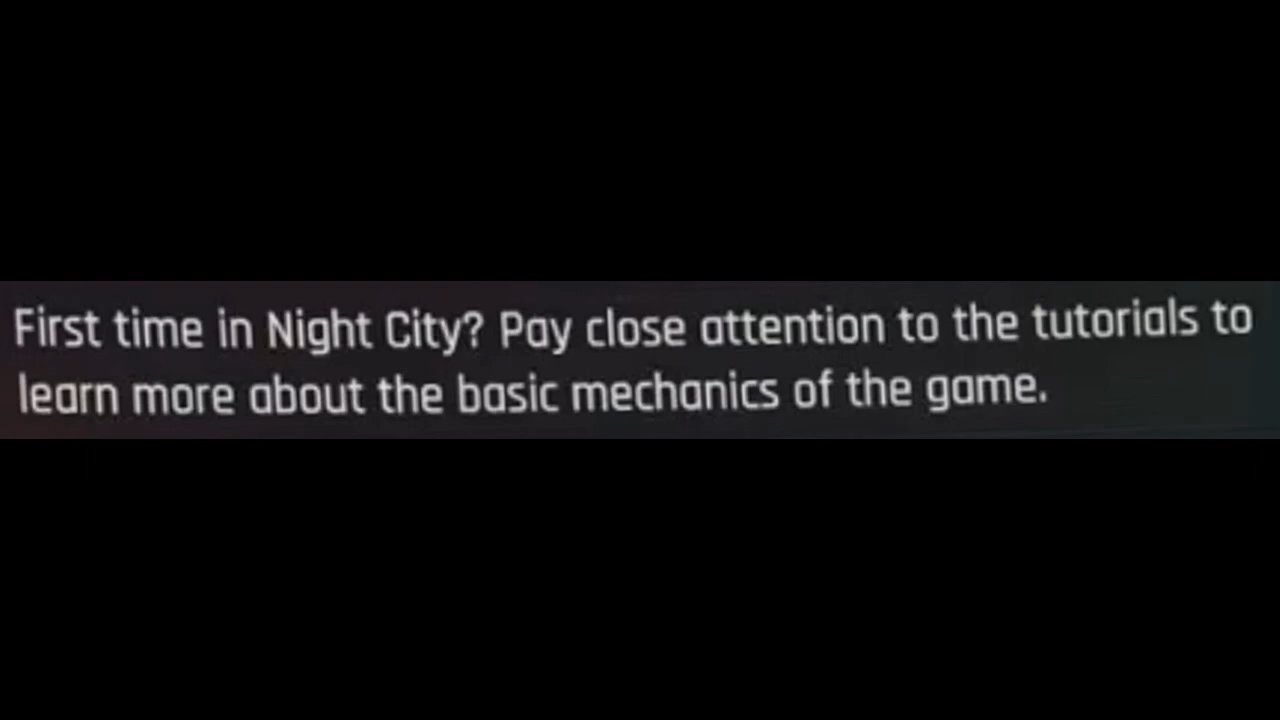 First time in Night City? Pay close attention to the tutorials to
learn more about the basic mechanics of the game.